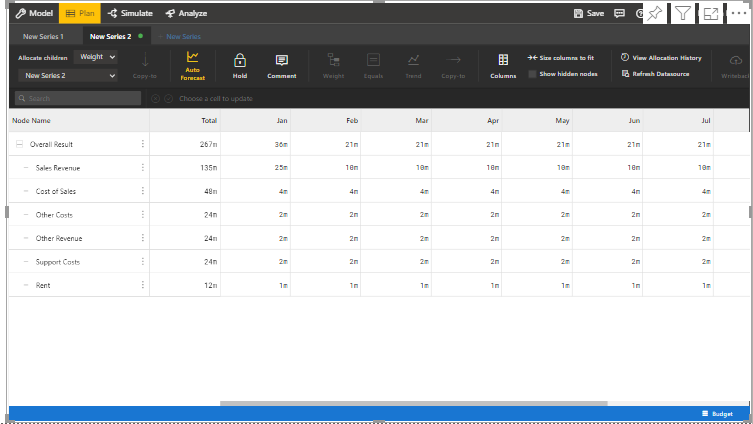 Model Plan Simulate Analyze Save
New Series 1 New Series 2 + New Series
Allocate children Weight
New Series 2
Copy-to
Auto Forecast
Hold
Comment
Weight
Equals
Trend
Copy-to
Columns
Size columns to fit
Show hidden nodes
View Allocation History
Refresh Datasource
Writeback
Search Choose a cell to update
Node Name Total Jan Feb Mar Apr May Jun Jul
Overall Result 267m 36m 21m 21m 21m 21m 21m 21m
Sales Revenue 135m 25m 10m 10m 10m 10m 10m 10m
Cost of Sales 48m 4m 4m 4m 4m 4m 4m 4m
Other Costs 24m 2m 2m 2m 2m 2m 2m 2m
Other Revenue 24m 2m 2m 2m 2m 2m 2m 2m
Support Costs 24m 2m 2m 2m 2m 2m 2m 2m
Rent 12m 1m 1m 1m 1m 1m 1m 1m
Budget